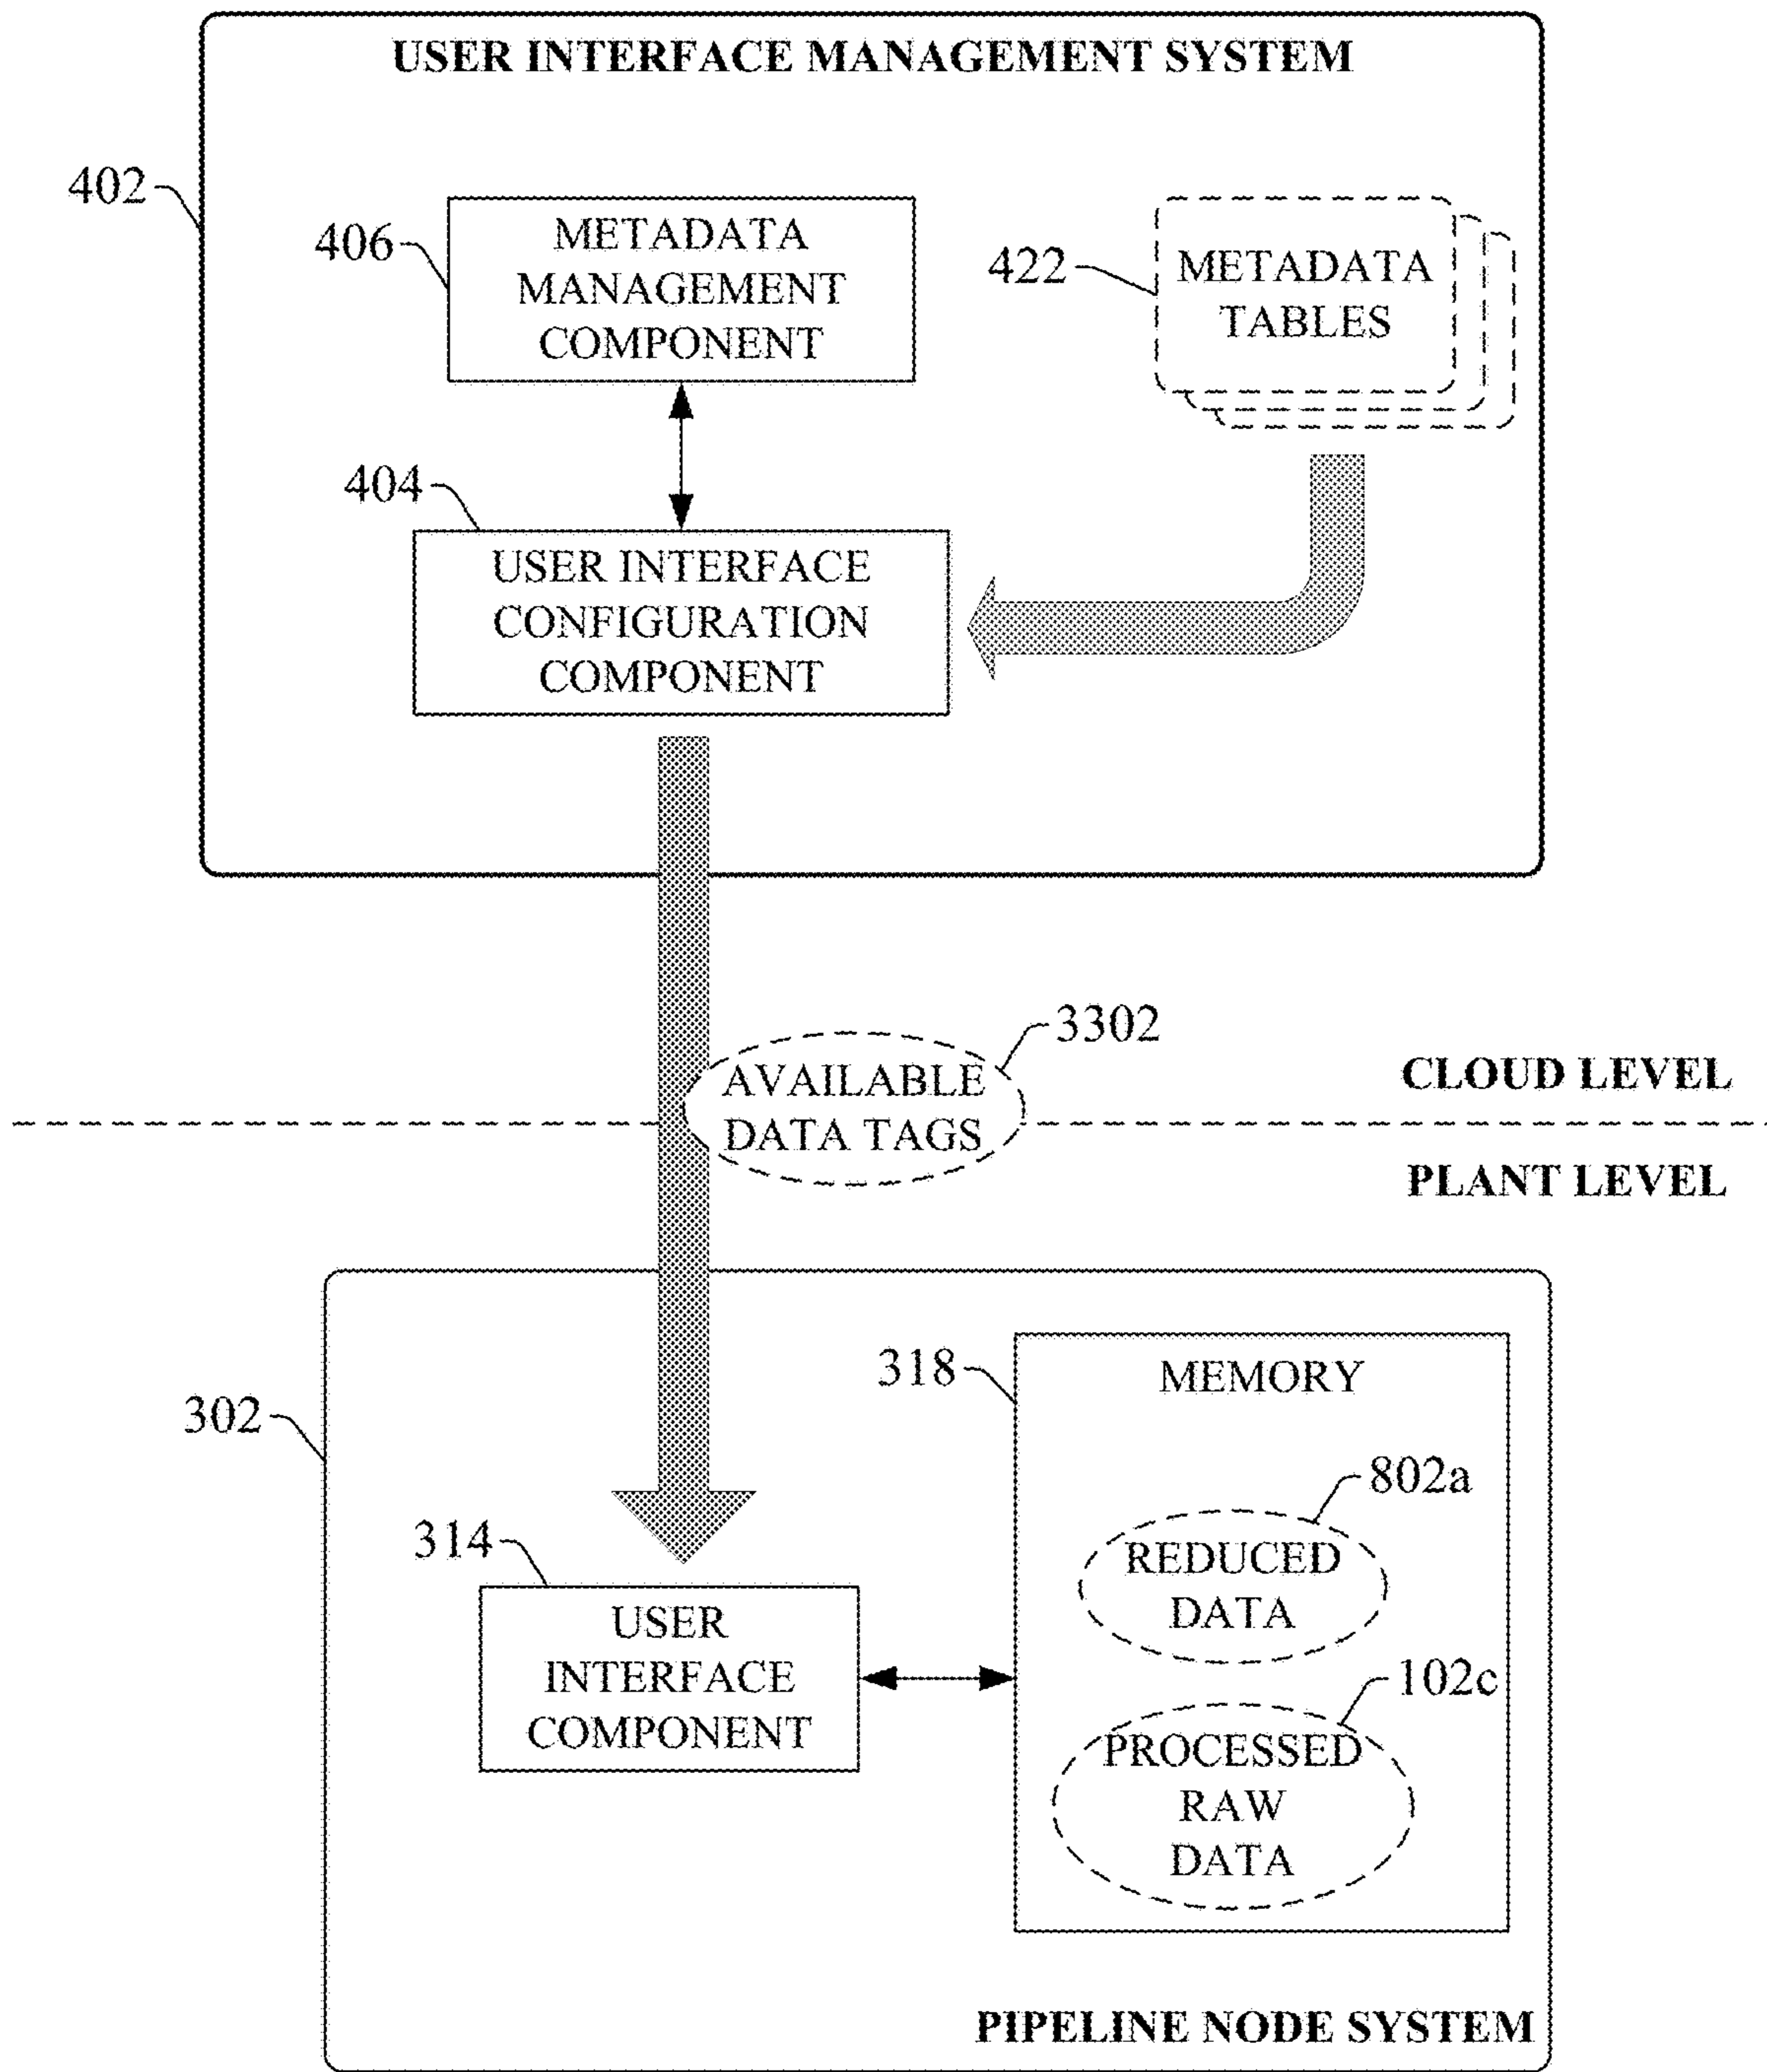 USER INTERFACE MANAGEMENT SYSTEM
402
406
METADATA
MANAGEMENT
COMPONENT
422
METADATA
TABLES
404
USER INTERFACE
CONFIGURATION
COMPONENT
3302
AVAILABLE
DATA TAGS
CLOUD LEVEL
PLANT LEVEL
302
318
MEMORY
802a
REDUCED
DATA
314
USER
INTERFACE
COMPONENT
102c
PROCESSED
RAW
DATA
PIPELINE NODE SYSTEM